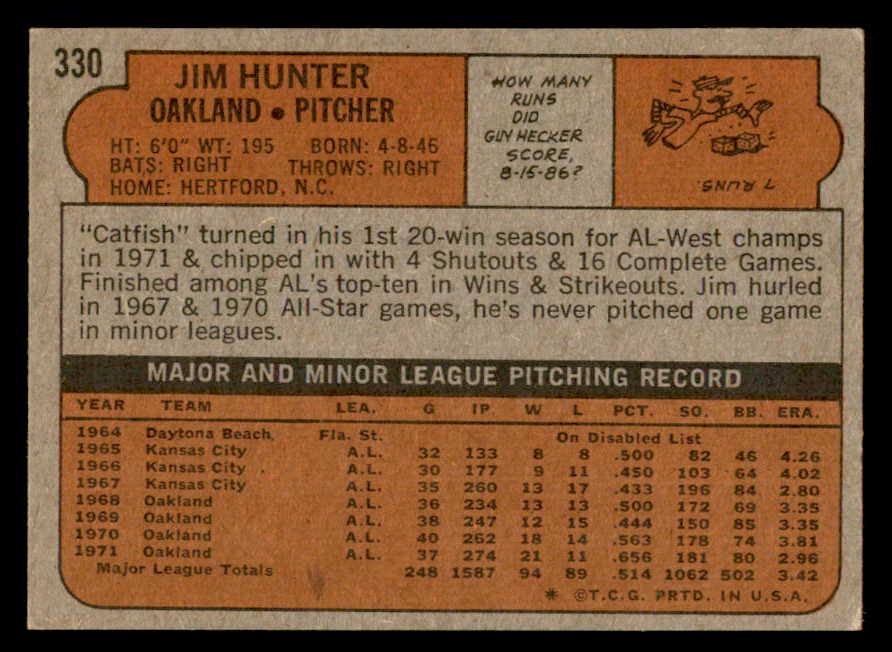 330
JIM HUNTER
OAKLAND • PITCHER
HT: 6'0" WT: 195 BORN: 4-8-46
BATS: RIGHT THROWS: RIGHT
HOME: HERTFORD, N.C.
HOW MANY
RUNS
DID
GUY HECKER
SCORE,
8-15-86?
7 RUNS.
"Catfish" turned in his 1st 20-win season for AL-West champs
in 1971 & chipped in with 4 Shutouts & 16 Complete Games.
Finished among AL's top-ten in Wins & Strikeouts. Jim hurled
in 1967 & 1970 All-Star games, he's never pitched one game
in minor leagues.
MAJOR AND MINOR LEAGUE PITCHING RECORD
YEAR TEAM LEA. G IP W L PCT. SO. BB. ERA.
1964 Daytona Beach Fla. St. On Disabled List
1965 Kansas City A.L. 32 133 8 8 .500 82 46 4.26
1966 Kansas City A.L. 30 177 9 11 .450 103 64 4.02
1967 Kansas City A.L. 35 260 13 17 .433 196 84 2.80
1968 Oakland A.L. 36 234 13 13 .500 172 69 3.35
1969 Oakland A.L. 38 247 12 15 .444 150 85 3.35
1970 Oakland A.L. 40 262 18 14 .563 178 74 3.81
1971 Oakland A.L. 37 274 21 11 .656 181 80 2.96
Major League Totals 248 1587 94 89 .514 1062 502 3.42
* ©T.C.G. PRTD. IN U.S.A.